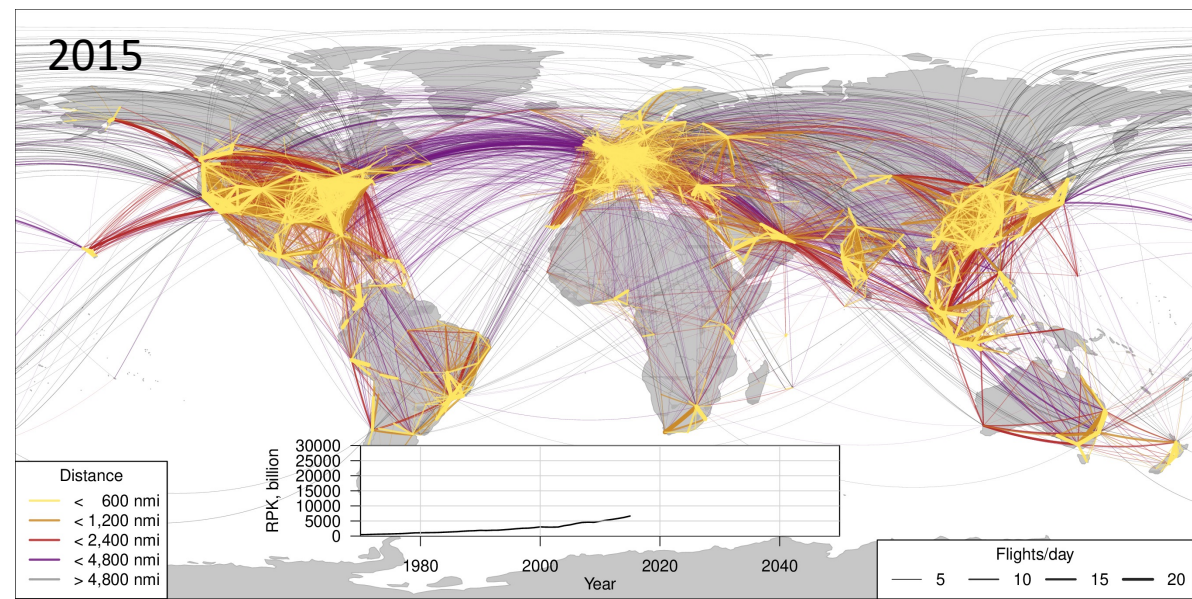 2015
30000
25000
20000
15000
10000
5000
0
RPK, billion
1980 2000 2020 2040
Year
Distance
< 600 nmi
< 1,200 nmi
< 2,400 nmi
< 4,800 nmi
> 4,800 nmi
Flights/day
5 10 15 20